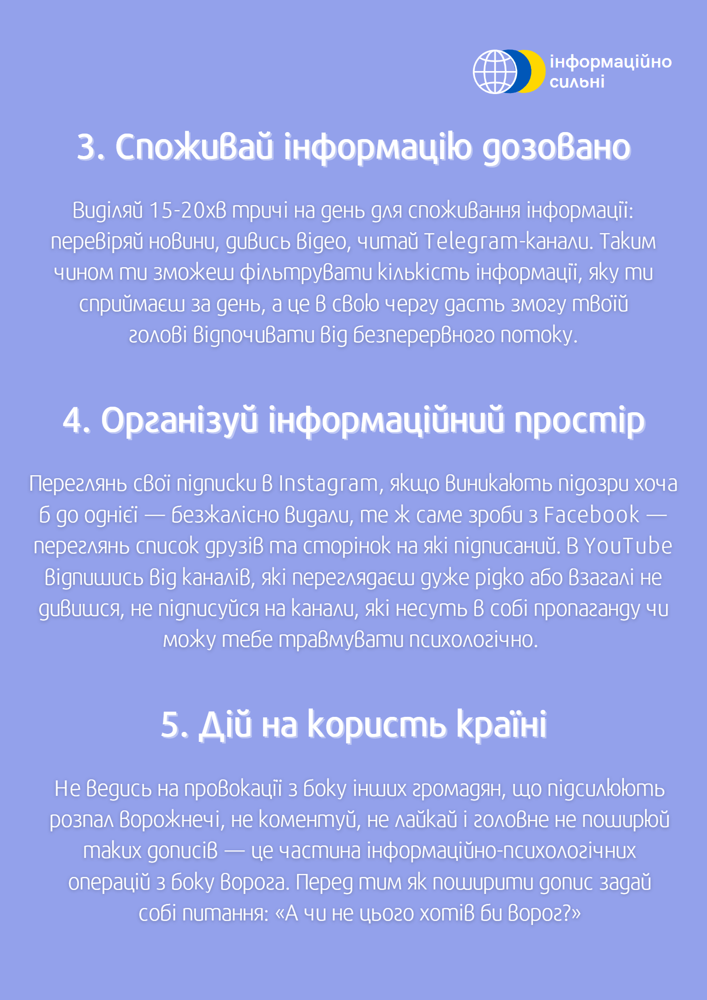 інформаційно
сильні
3. Споживай інформацію дозовано
Виділяй 15-20хв тричі на день для споживання інформації:
перевіряй новини, дивись відео, читай Telegram-канали. Таким
чином ти зможеш фільтрувати кількість інформації, яку ти
сприймаєш за день, а це в свою чергу дасть змогу твоїй
голові відпочивати від безперервного потоку.
4. Організуй інформаційний простір
Переглянь свої підписки в Instagram, якщо виникають підозри хоча
б до однієї — безжалісно видали, те ж саме зроби з Facebook —
переглянь список друзів та сторінок на які підписаний. В YouTube
відпишись від каналів, які переглядаєш дуже рідко або взагалі не
дивишся, не підписуйся на канали, які несуть в собі пропаганду чи
можу тебе травмувати психологічно.
5. Дій на користь країні
Не ведись на провокації з боку інших громадян, що підсилюють
розпал ворожнечі, не коментуй, не лайкай і головне не поширюй
таких дописів — це частина інформаційно-психологічних
операцій з боку ворога. Перед тим як поширити допис задай
собі питання: «А чи не цього хотів би ворог?»